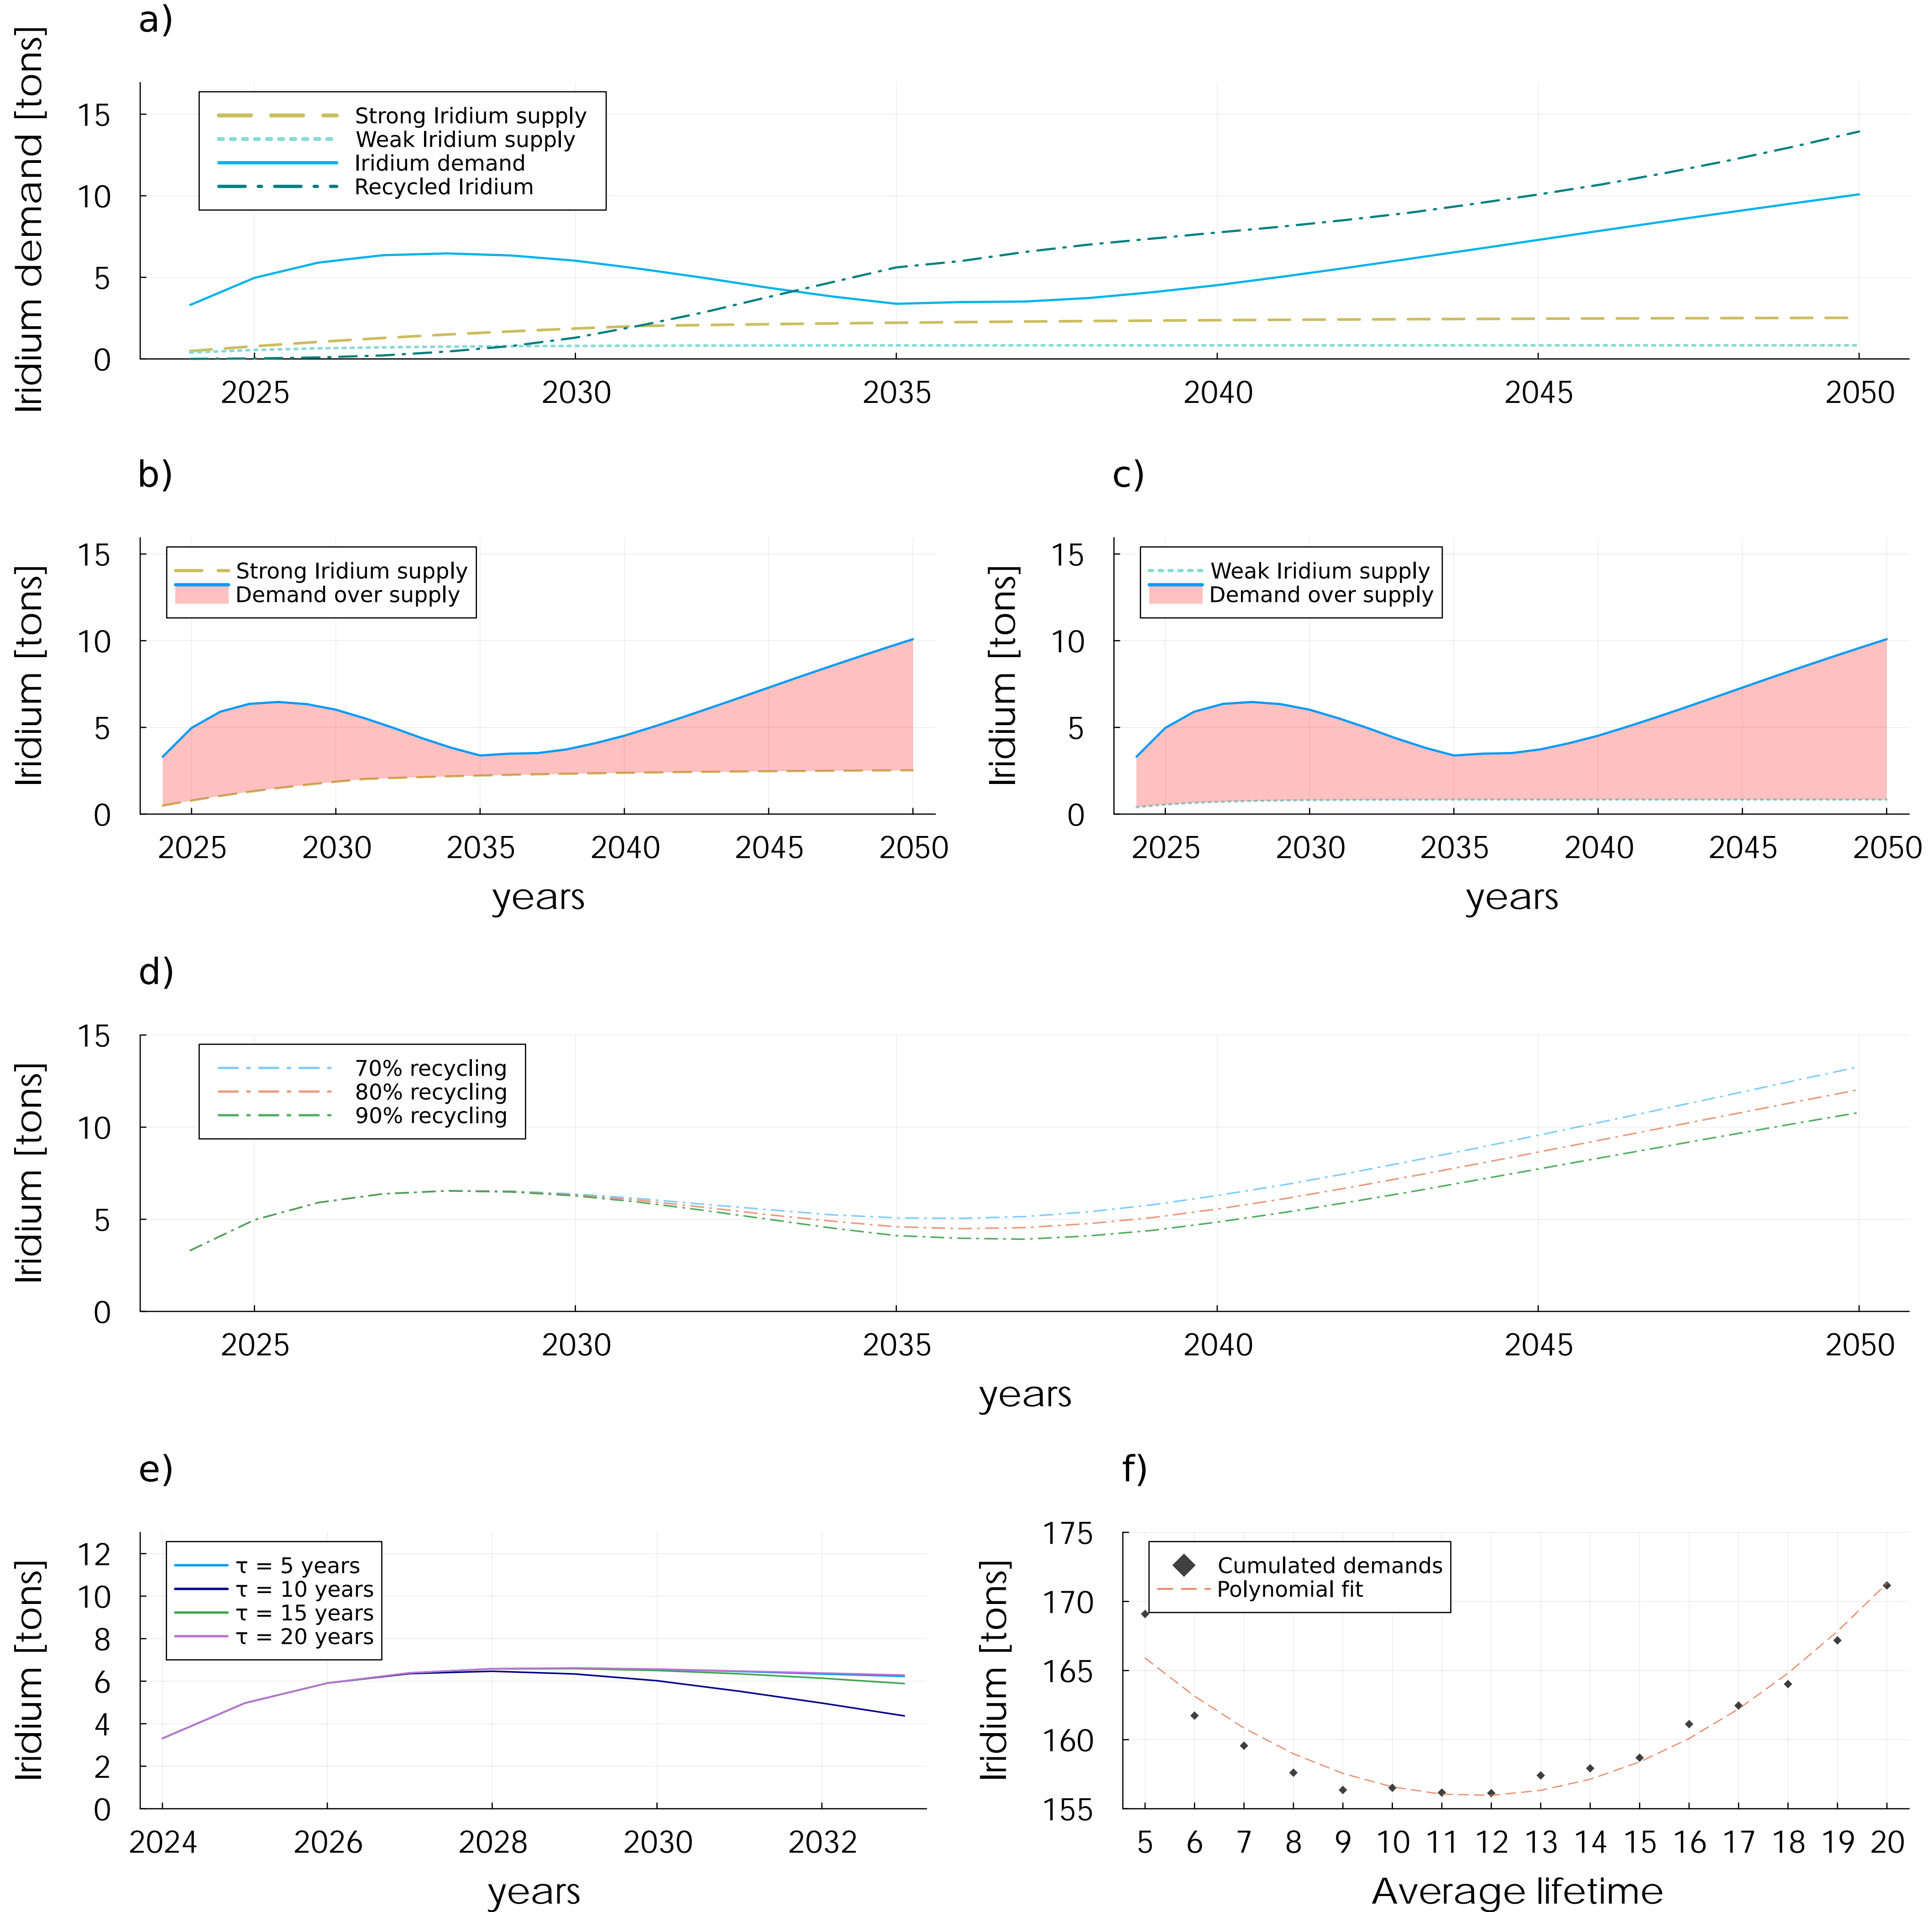 a)
Iridium demand [tons]
15
10
5
0
Strong Iridium supply
Weak Iridium supply
Iridium demand
Recycled Iridium
2025 2030 2035 2040 2045 2050
b)
Iridium [tons]
15
10
5
0
Strong Iridium supply
Demand over supply
2025 2030 2035 2040 2045 2050
years
c)
Iridium [tons]
15
10
5
0
Weak Iridium supply
Demand over supply
2025 2030 2035 2040 2045 2050
years
d)
Iridium [tons]
15
10
5
0
70% recycling
80% recycling
90% recycling
2025 2030 2035 2040 2045 2050
years
e)
Iridium [tons]
12
10
8
6
4
2
0
τ = 5 years
τ = 10 years
τ = 15 years
τ = 20 years
2024 2026 2028 2030 2032
years
f)
Iridium [tons]
175
170
165
160
155
Cumulated demands
Polynomial fit
5 6 7 8 9 10 11 12 13 14 15 16 17 18 19 20
Average lifetime